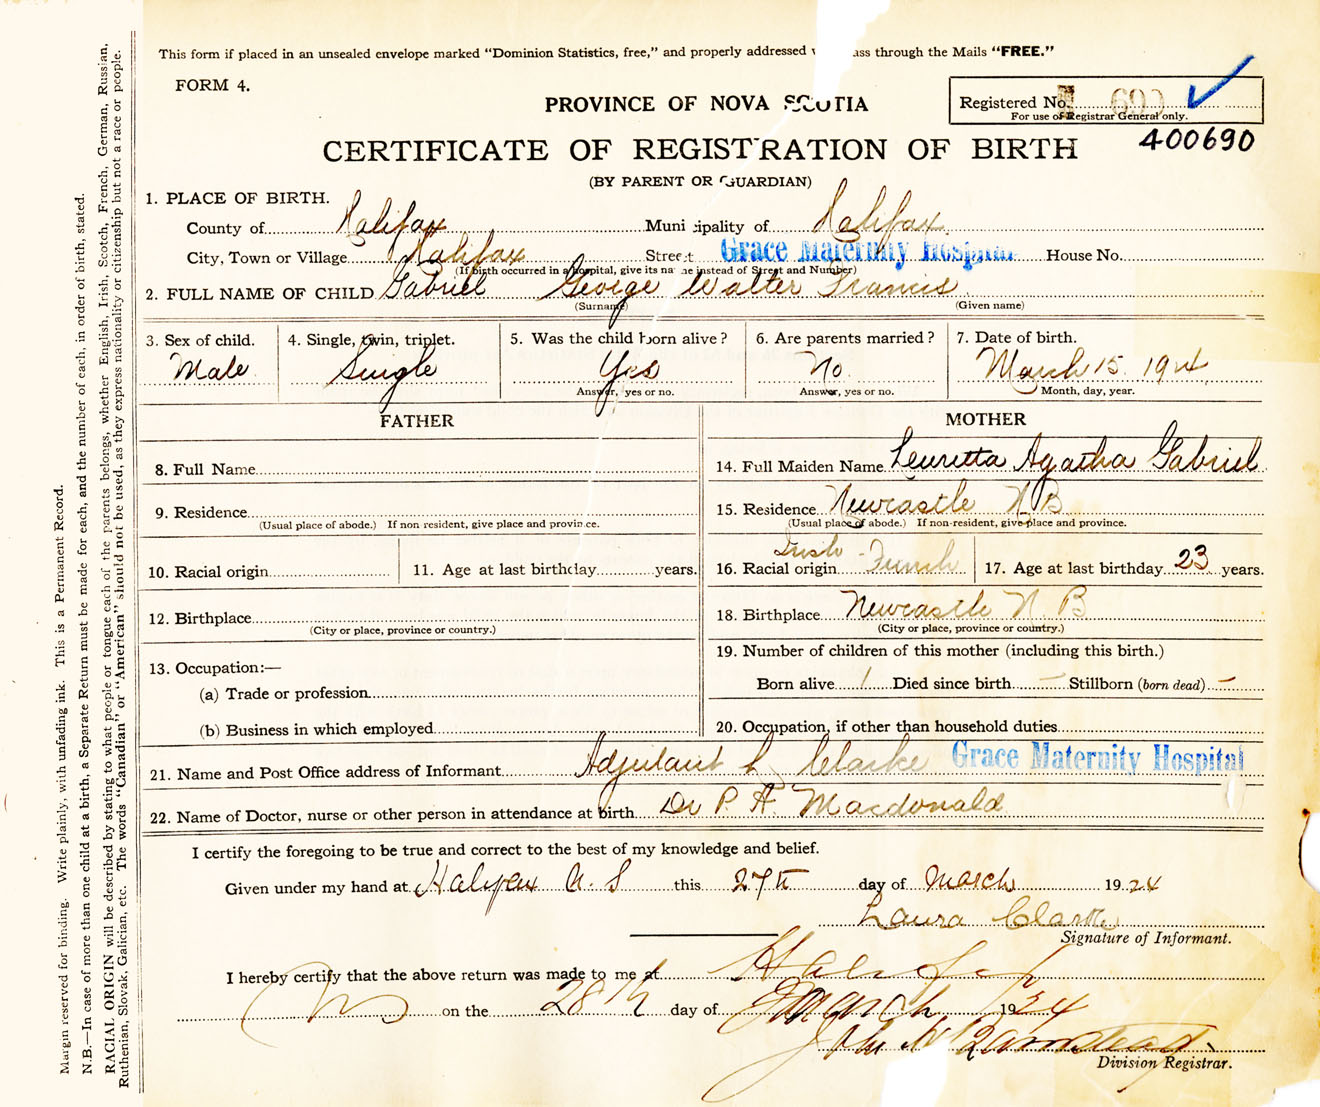 This form if placed in an unsealed envelope marked "Dominion Statistics, free," and properly addressed ass through the Mails "FREE."
FORM 4.
PROVINCE OF NOVA SCOTIA
Registered No. 690
For use of Registrar General only.
400690
CERTIFICATE OF REGISTRATION OF BIRTH
(BY PARENT OR GUARDIAN)
1. PLACE OF BIRTH.
County of Halifax Municipality of Halifax
City, Town or Village Halifax Street Grace Maternity Hospital House No.
(If birth occurred in a hospital, give its name instead of Street and Number)
2. FULL NAME OF CHILD Gabriel George Walter Francis
(Surname) (Given name)
3. Sex of child. 4. Single, twin, triplet. 5. Was the child born alive? 6. Are parents married? 7. Date of birth.
Male Single Yes No. March 15. 1924
Answer, yes or no. Answer, yes or no. Month, day, year.
FATHER MOTHER
8. Full Name 14. Full Maiden Name Leuretta Agatha Gabriel
9. Residence 15. Residence Newcastle N B
(Usual place of abode.) If non-resident, give place and province. (Usual place of abode.) If non-resident, give place and province.
10. Racial origin 11. Age at last birthday years. 16. Racial origin Irish - French 17. Age at last birthday 23 years.
12. Birthplace 18. Birthplace Newcastle N. B
(City or place, province or country.) (City or place, province or country.)
13. Occupation:— 19. Number of children of this mother (including this birth.)
(a) Trade or profession Born alive 1 Died since birth – Stillborn (born dead) –
(b) Business in which employed 20. Occupation, if other than household duties
21. Name and Post Office address of Informant Adjutant L Clarke Grace Maternity Hospital
22. Name of Doctor, nurse or other person in attendance at birth Dr P. A. Macdonald
I certify the foregoing to be true and correct to the best of my knowledge and belief.
Given under my hand at Halifax N. S this 27th day of March 1924
Laura Clarke
Signature of Informant.
I hereby certify that the above return was made to me at Halifax
on the 28th day of March 19
John
Division Registrar.
Margin reserved for binding. Write plainly, with unfading ink. This is a Permanent Record.
N.B.—In case of more than one child at a birth, a Separate Return must be made for each, and the number of each, in order of birth, stated.
RACIAL ORIGIN will be described by stating to what people or tongue each of the parents belongs, whether English, Irish, Scotch, French, German, Russian,
Ruthenian, Slovak, Galician, etc. The words "Canadian" or "American" should not be used, as they express nationality or citizenship but not a race or people.